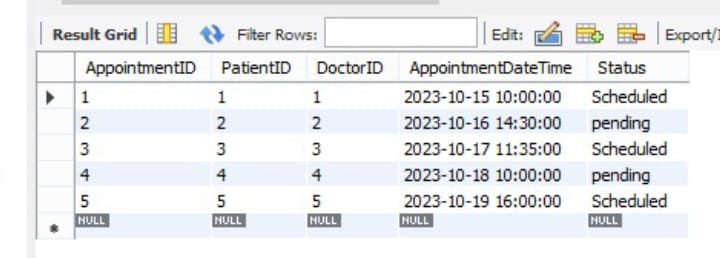 Result Grid Filter Rows: Edit: Export/
AppointmentID PatientID DoctorID AppointmentDateTime Status
1 1 1 2023-10-15 10:00:00 Scheduled
2 2 2 2023-10-16 14:30:00 pending
3 3 3 2023-10-17 11:35:00 Scheduled
4 4 4 2023-10-18 10:00:00 pending
5 5 5 2023-10-19 16:00:00 Scheduled
NULL NULL NULL NULL NULL